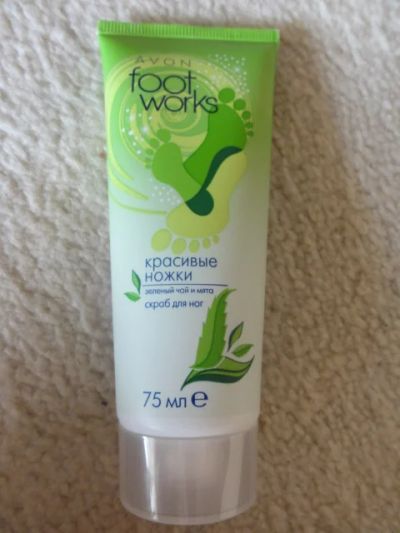 AVON
foot
works
красивые
ножки
зеленый чай и мята
скраб для ног
75 мл e